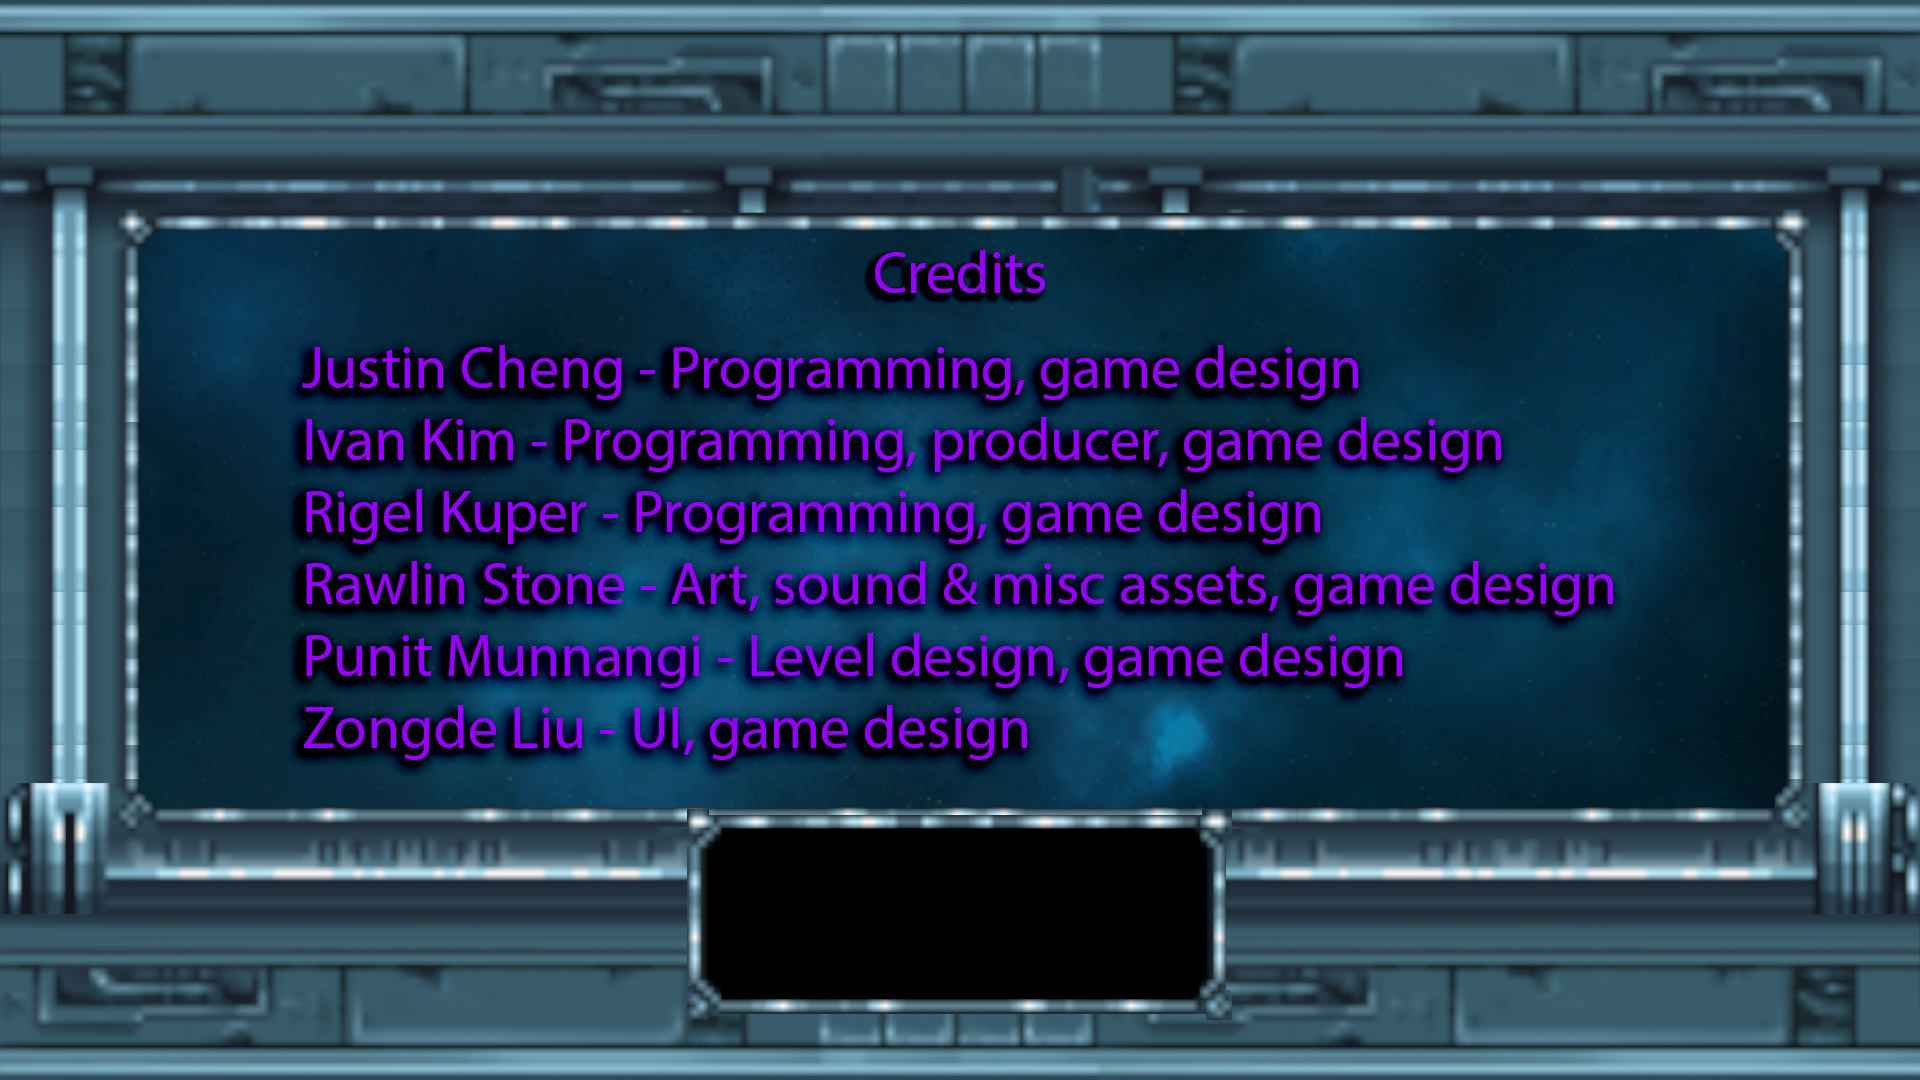 Credits
Justin Cheng - Programming, game design
Ivan Kim - Programming, producer, game design
Rigel Kuper - Programming, game design
Rawlin Stone - Art, sound & misc assets, game design
Punit Munnangi - Level design, game design
Zongde Liu - UI, game design